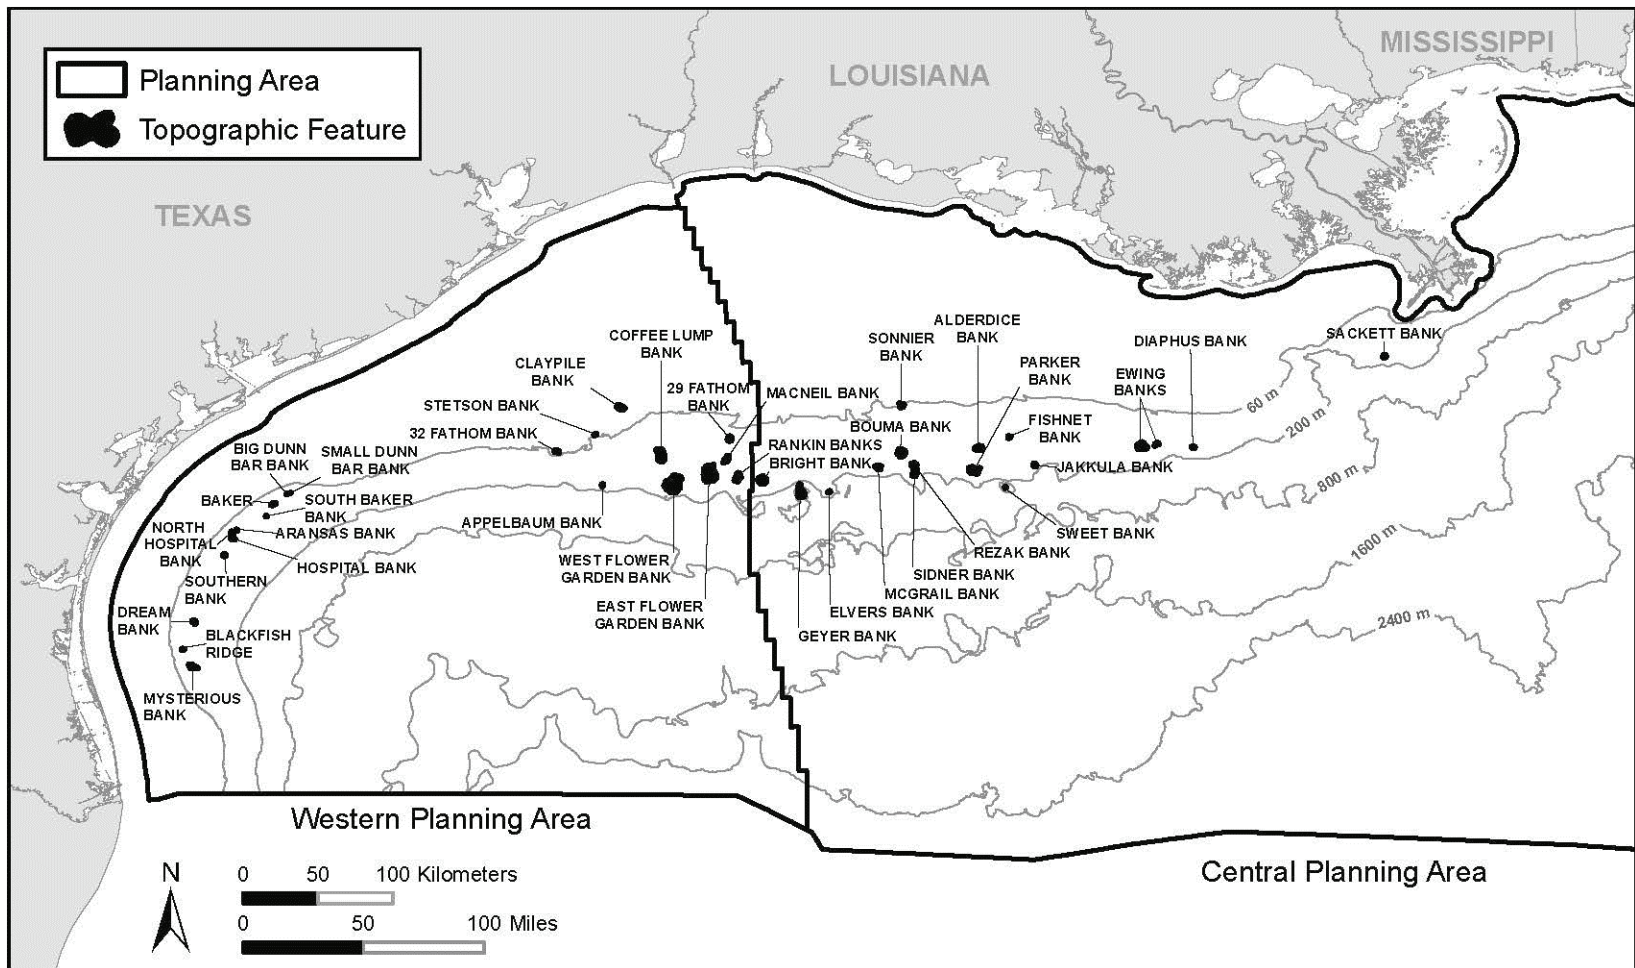 MISSISSIPPI
LOUISIANA
Planning Area
Topographic Feature
TEXAS
ALDERDICE
BANK
COFFEE LUMP
BANK
SONNIER
BANK
DIAPHUS BANK
SACKETT BANK
CLAYPILE
BANK
PARKER
BANK
EWING
BANKS
29 FATHOM
BANK
MACNEIL BANK
60 m
STETSON BANK
200 m
32 FATHOM BANK
BOUMA BANK
FISHNET
BANK
BIG DUNN
BAR BANK
SMALL DUNN
BAR BANK
RANKIN BANKS
BRIGHT BANK
JAKKULA BANK
800 m
BAKER
SOUTH BAKER
BANK
APPELBAUM BANK
NORTH
HOSPITAL
BANK
ARANSAS BANK
SWEET BANK
1600 m
HOSPITAL BANK
WEST FLOWER
GARDEN BANK
REZAK BANK
SIDNER BANK
SOUTHERN
BANK
MCGRAIL BANK
DREAM
BANK
EAST FLOWER
GARDEN BANK
ELVERS BANK
2400 m
BLACKFISH
RIDGE
GEYER BANK
MYSTERIOUS
BANK
Western Planning Area
Central Planning Area
N
0 50 100 Kilometers
0 50 100 Miles